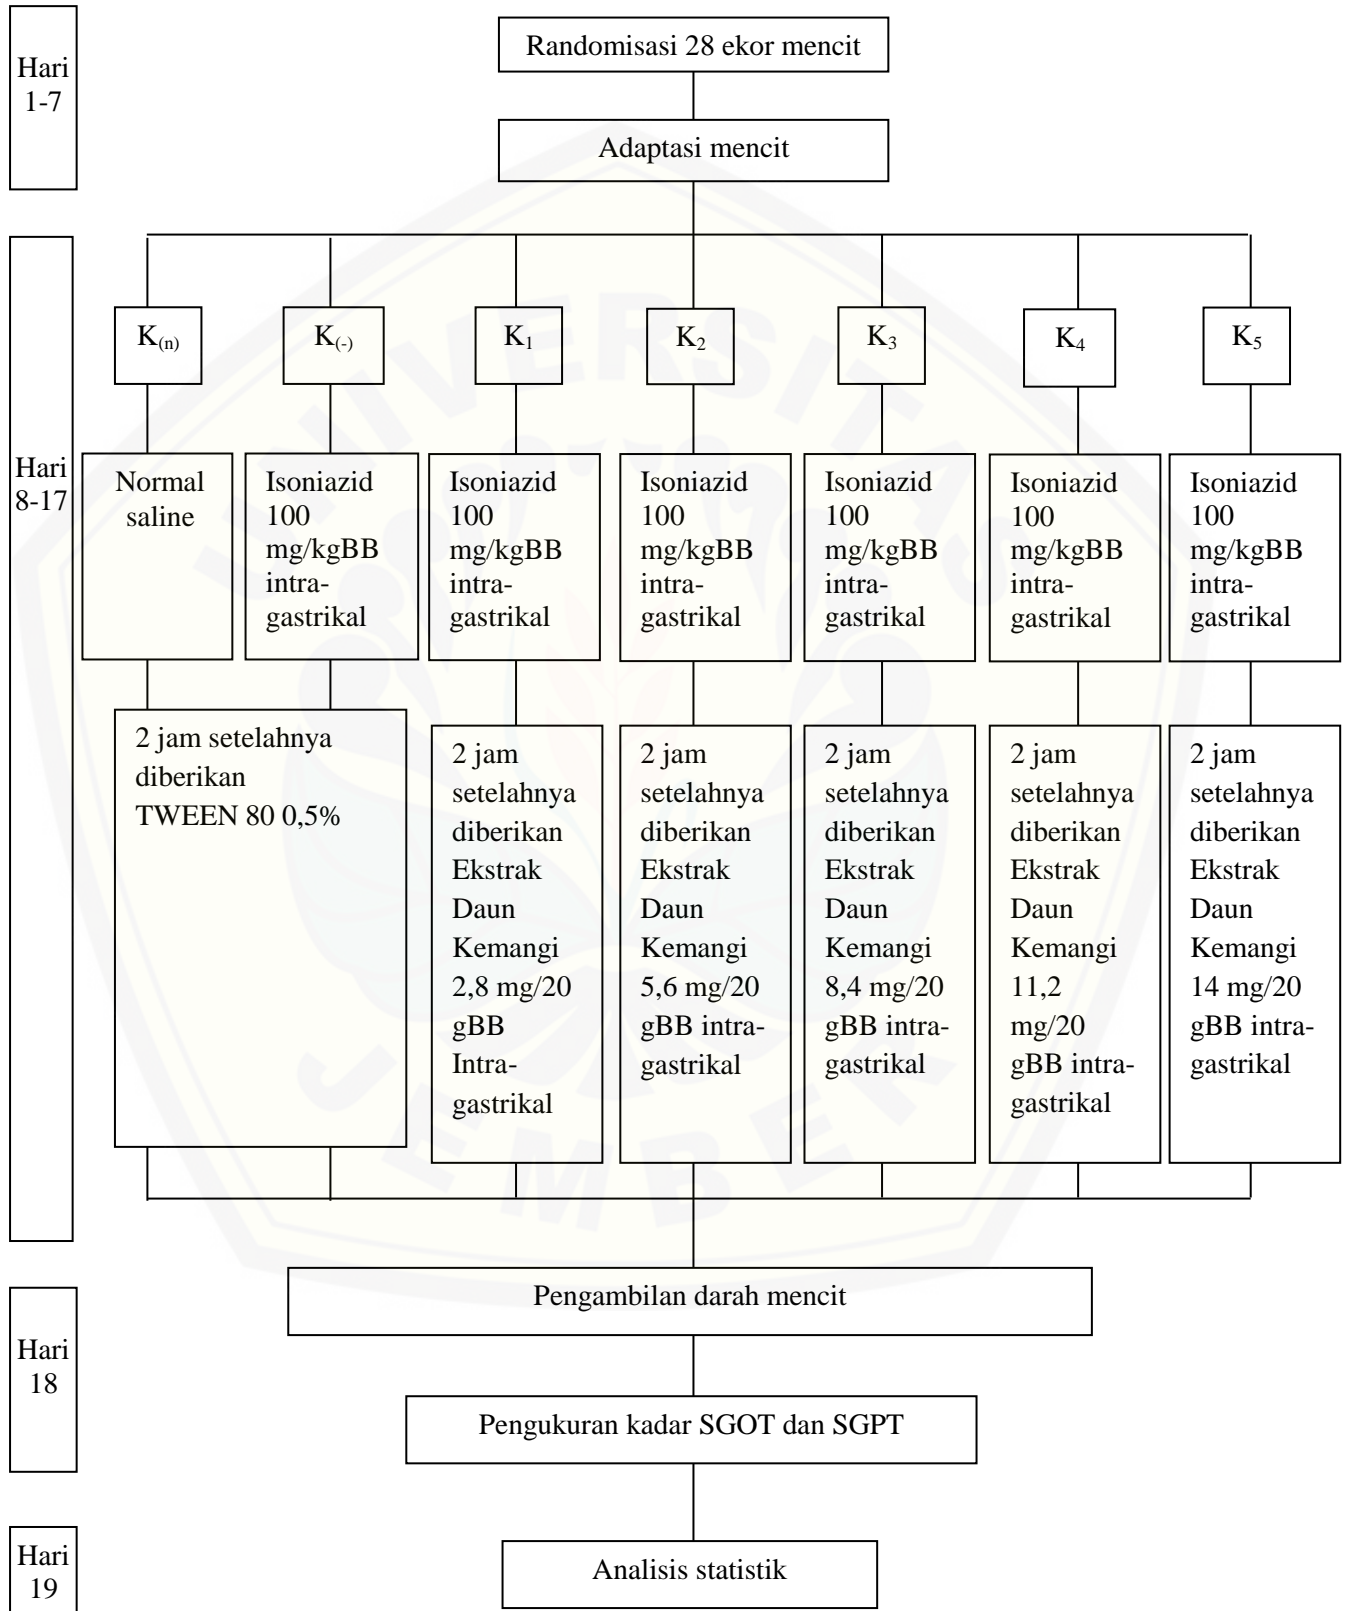 Hari
1-7
Randomisasi 28 ekor mencit
Adaptasi mencit
Hari
8-17
K(n)
K(-)
K1
K2
K3
K4
K5
Normal
saline
Isoniazid
100
mg/kgBB
intra-
gastrikal
Isoniazid
100
mg/kgBB
intra-
gastrikal
Isoniazid
100
mg/kgBB
intra-
gastrikal
Isoniazid
100
mg/kgBB
intra-
gastrikal
Isoniazid
100
mg/kgBB
intra-
gastrikal
Isoniazid
100
mg/kgBB
intra-
gastrikal
2 jam setelahnya
diberikan
TWEEN 80 0,5%
2 jam
setelahnya
diberikan
Ekstrak
Daun
Kemangi
2,8 mg/20
gBB
Intra-
gastrikal
2 jam
setelahnya
diberikan
Ekstrak
Daun
Kemangi
5,6 mg/20
gBB intra-
gastrikal
2 jam
setelahnya
diberikan
Ekstrak
Daun
Kemangi
8,4 mg/20
gBB intra-
gastrikal
2 jam
setelahnya
diberikan
Ekstrak
Daun
Kemangi
11,2
mg/20
gBB intra-
gastrikal
2 jam
setelahnya
diberikan
Ekstrak
Daun
Kemangi
14 mg/20
gBB intra-
gastrikal
Hari
18
Pengambilan darah mencit
Pengukuran kadar SGOT dan SGPT
Hari
19
Analisis statistik
UNIVERSITAS
JEMBER